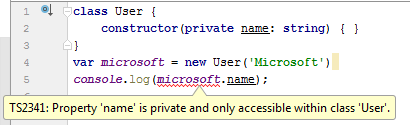 1 class User {
2 constructor(private name: string) { }
3 }
4 var microsoft = new User('Microsoft')
5 console.log(microsoft.name);
TS2341: Property 'name' is private and only accessible within class 'User'.